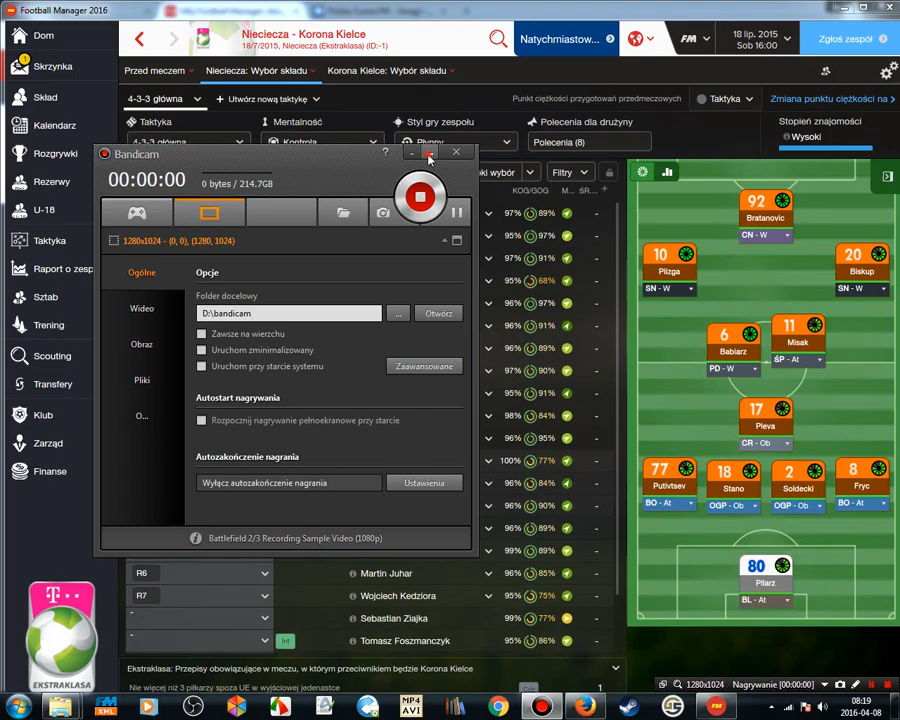 Football Manager 2016
Dom
Nieciecza - Korona Kielce
18/7/2015, Nieciecza (Ekstraklasa) (ID:-1)
Natychmiastow...
FM
18 lip. 2015
Sob 16:00
Zgłoś zespół
Skrzynka
1
Przed meczem
Nieciecza: Wybór składu
Korona Kielce: Wybór składu
Skład
4-3-3 główna
+ Utwórz nową taktykę
Punkt ciężkości przygotowań przedmeczowych
Taktyka
Zmiana punktu ciężkości na >
Kalendarz
Taktyka
Mentalność
Styl gry zespołu
Polecenia dla drużyny
Stopień znajomości
4-3-3 główna
Kontrola
Płynny
Polecenia (8)
Wysoki
Rozgrywki
Rezerwy
U-18
Taktyka
Raport o zesp
Sztab
Trening
Scouting
Transfery
Klub
Zarząd
Finanse
Bandicam
?
00:00:00
0 bytes / 214.7GB
1280x1024 - (0, 0), (1280, 1024)
Ogólne
Wideo
Obraz
Pliki
O...
Opcje
Folder docelowy
D:\bandicam
...
Otwórz
Zawsze na wierzchu
Uruchom zminimalizowany
Uruchom przy starcie systemu
Zaawansowane
Autostart nagrywania
Rozpocznij nagrywanie pełnoekranowe przy starcie
Autozakończenie nagrania
Wyłącz autozakończenie nagrania
Ustawienia
Battlefield 2/3 Recording Sample Video (1080p)
ki wybór
Filtry
KOG/GOG
M...
ŚR...
97% 89% -
95% 97% -
97% 91% -
95% 68% -
96% 97% -
96% 91% -
96% 89% -
97% 90% -
95% 91% -
98% 84% -
96% 95% -
100% 77% -
96% 84% -
96% 89% -
96% 89% -
99% 89% -
R6
Martin Juhar
96% 85% -
R7
Wojciech Kedziora
95% 75% -
-
Sebastian Ziajka
94% 77% -
-
Int
Tomasz Foszmanczyk
95% 86% -
Ekstraklasa: Przepisy obowiązujące w meczu, w którym przeciwnikiem będzie Korona Kielce
Nie więcej niż 3 piłkarzy spoza UE w wyjściowej jedenastce
1
92
Bratanovic
CN - W
10
Plizga
SN - W
20
Biskup
SN - W
6
Babiarz
PD - W
11
Misak
ŚP - At
17
Pleva
CR - Ob
77
Putivtsev
BO - At
18
Stano
OGP - Ob
2
Soldecki
OGP - Ob
8
Fryc
BO - At
80
Pilarz
BL - At
T
EKSTRAKLASA
1280x1024
Nagrywanie [00:00:00]
FM
XML
MP4
AVI
FM
08:19
2016-04-08